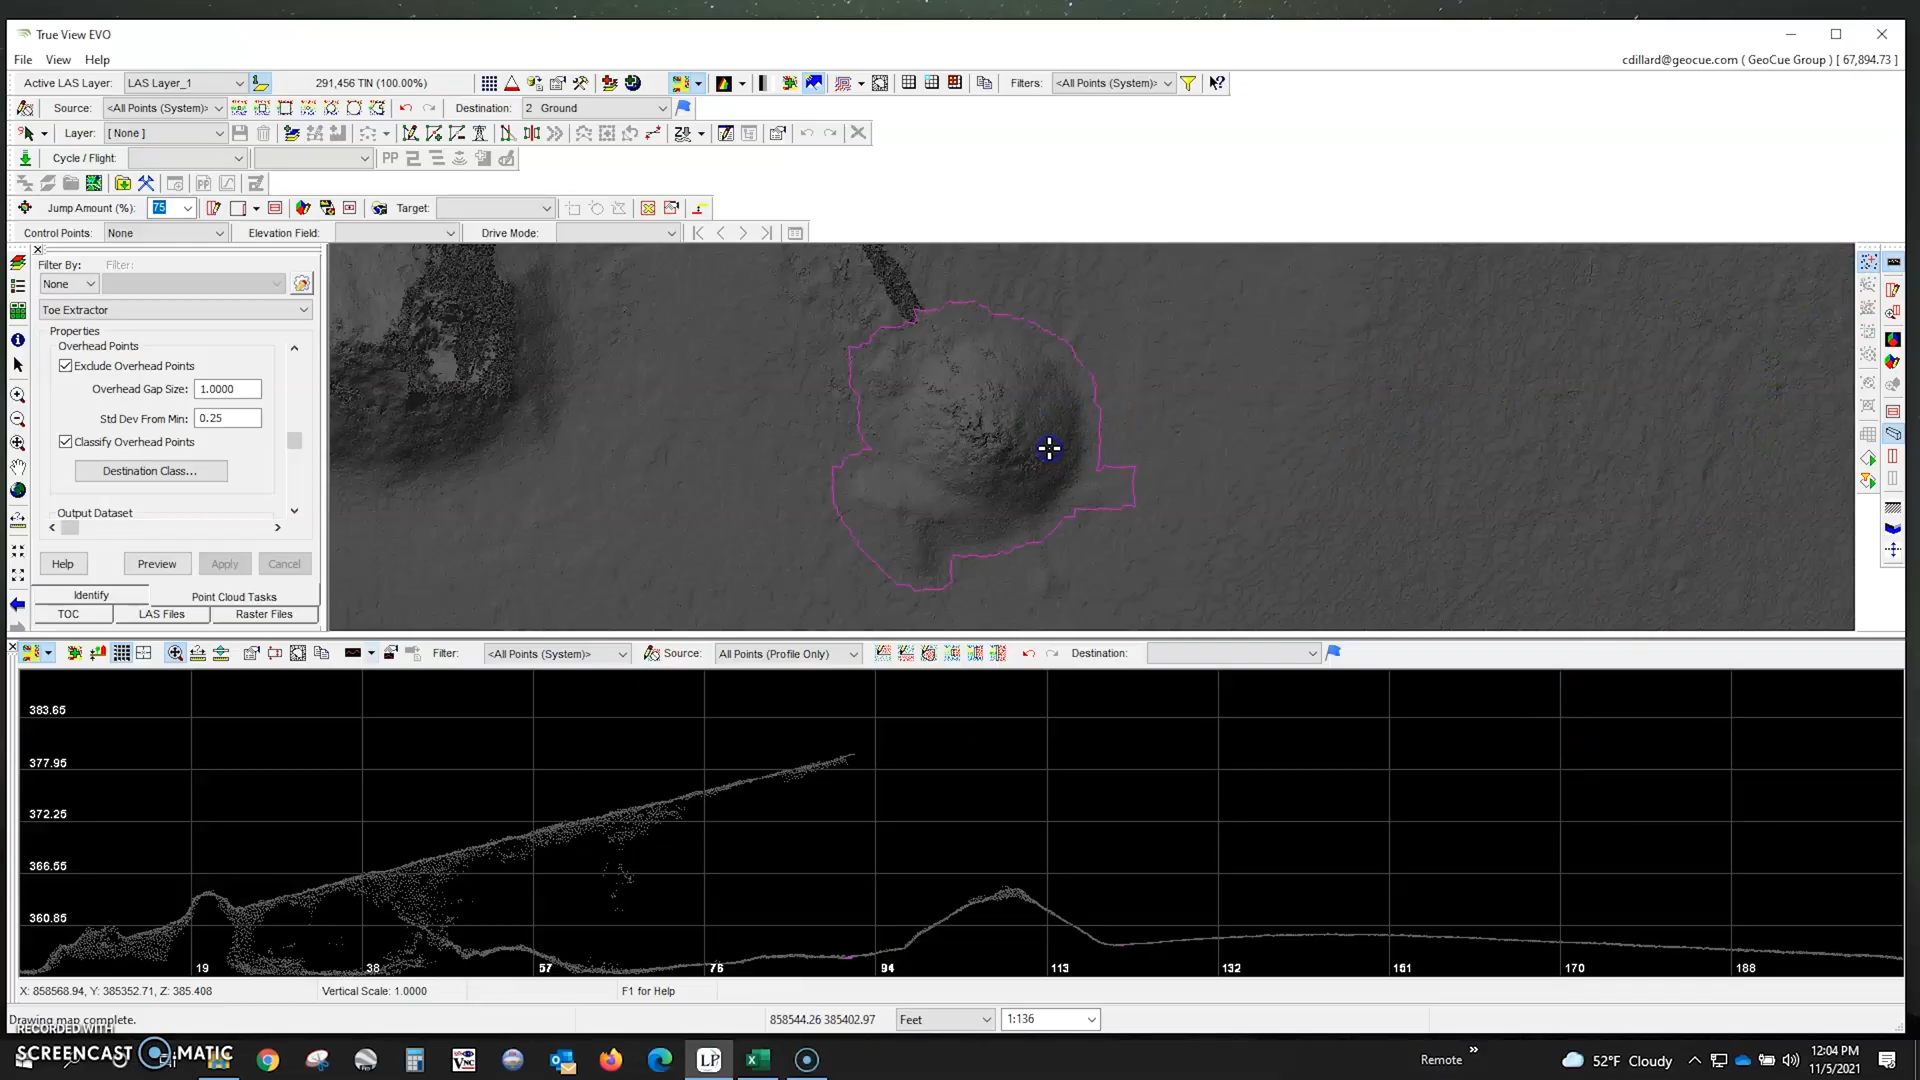 True View EVO
File View Help
cdillard@geocue.com ( GeoCue Group ) [ 67,894.73 ]
Active LAS Layer: LAS Layer_1 291,456 TIN (100.00%) Filters: <All Points (System)>
Source: <All Points (System)> Destination: 2 Ground
Layer: [ None ]
Cycle / Flight: PP
PP
Jump Amount (%): 75 Target:
Control Points: None Elevation Field: Drive Mode:
Filter By: Filter:
None
Toe Extractor
Properties
Overhead Points
Exclude Overhead Points
Overhead Gap Size: 1.0000
Std Dev From Min: 0.25
Classify Overhead Points
Destination Class...
Output Dataset
Help Preview Apply Cancel
Identify Point Cloud Tasks
TOC LAS Files Raster Files
Filter: <All Points (System)> Source: All Points (Profile Only) Destination:
383.65
377.95
372.25
366.55
360.85
19 38 57 76 94 113 132 151 170 188
X: 858568.94, Y: 385352.71, Z: 385.408 Vertical Scale: 1.0000 F1 for Help
Drawing map complete. 858544.26 385402.97 Feet 1:136
RECORDED WITH
SCREENCAST MATIC
VNC LP Remote 52°F Cloudy 12:04 PM
11/5/2021